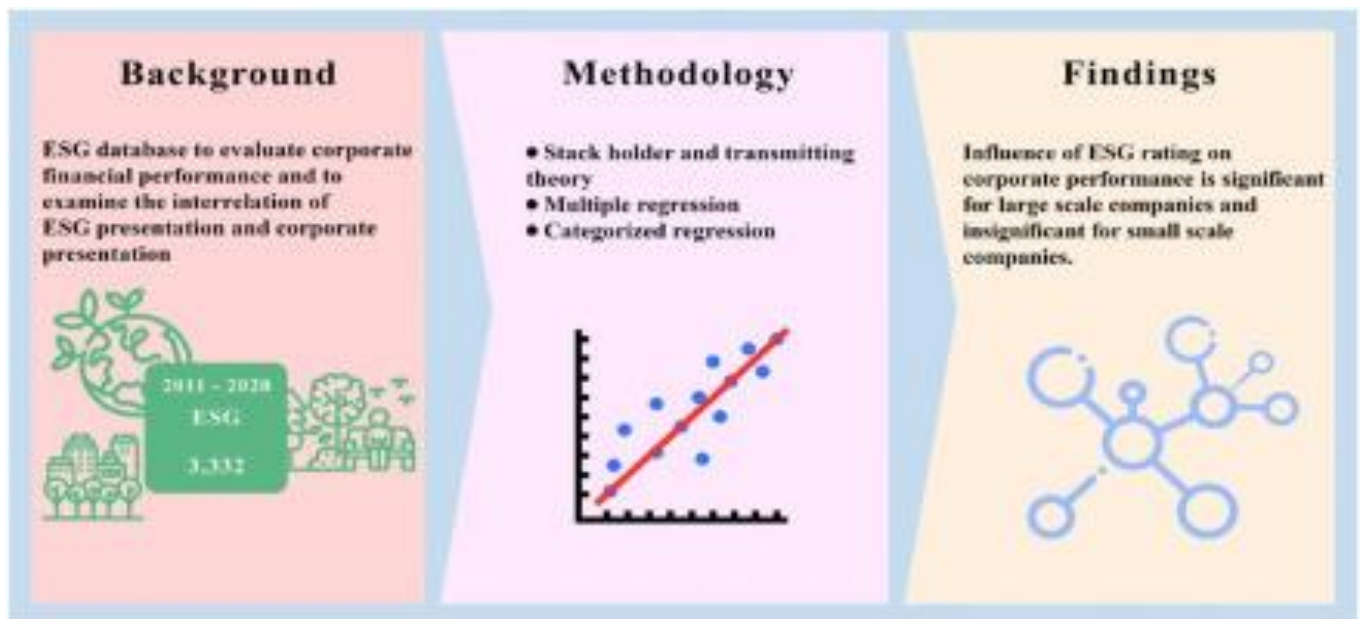 Background
ESG database to evaluate corporate
financial performance and to
examine the interrelation of
ESG presentation and corporate
presentation
2011 - 2020
ESG
3,332
Methodology
● Stack holder and transmitting
theory
● Multiple regression
● Categorized regression
Findings
Influence of ESG rating on
corporate performance is significant
for large scale companies and
insignificant for small scale
companies.